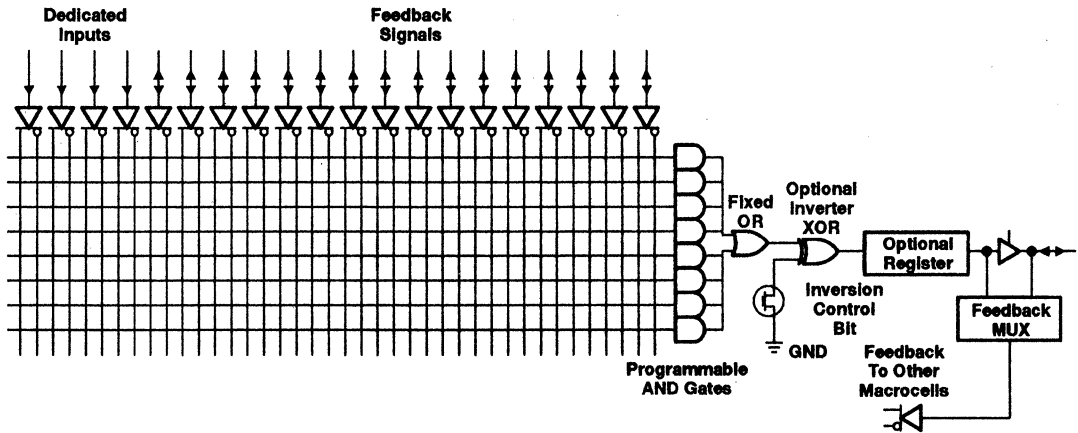 Dedicated
Inputs
Feedback
Signals
Fixed
OR
Optional
Inverter
XOR
Optional
Register
Inversion
Control
Bit
GND
Feedback
MUX
Programmable
AND Gates
Feedback
To Other
Macrocells